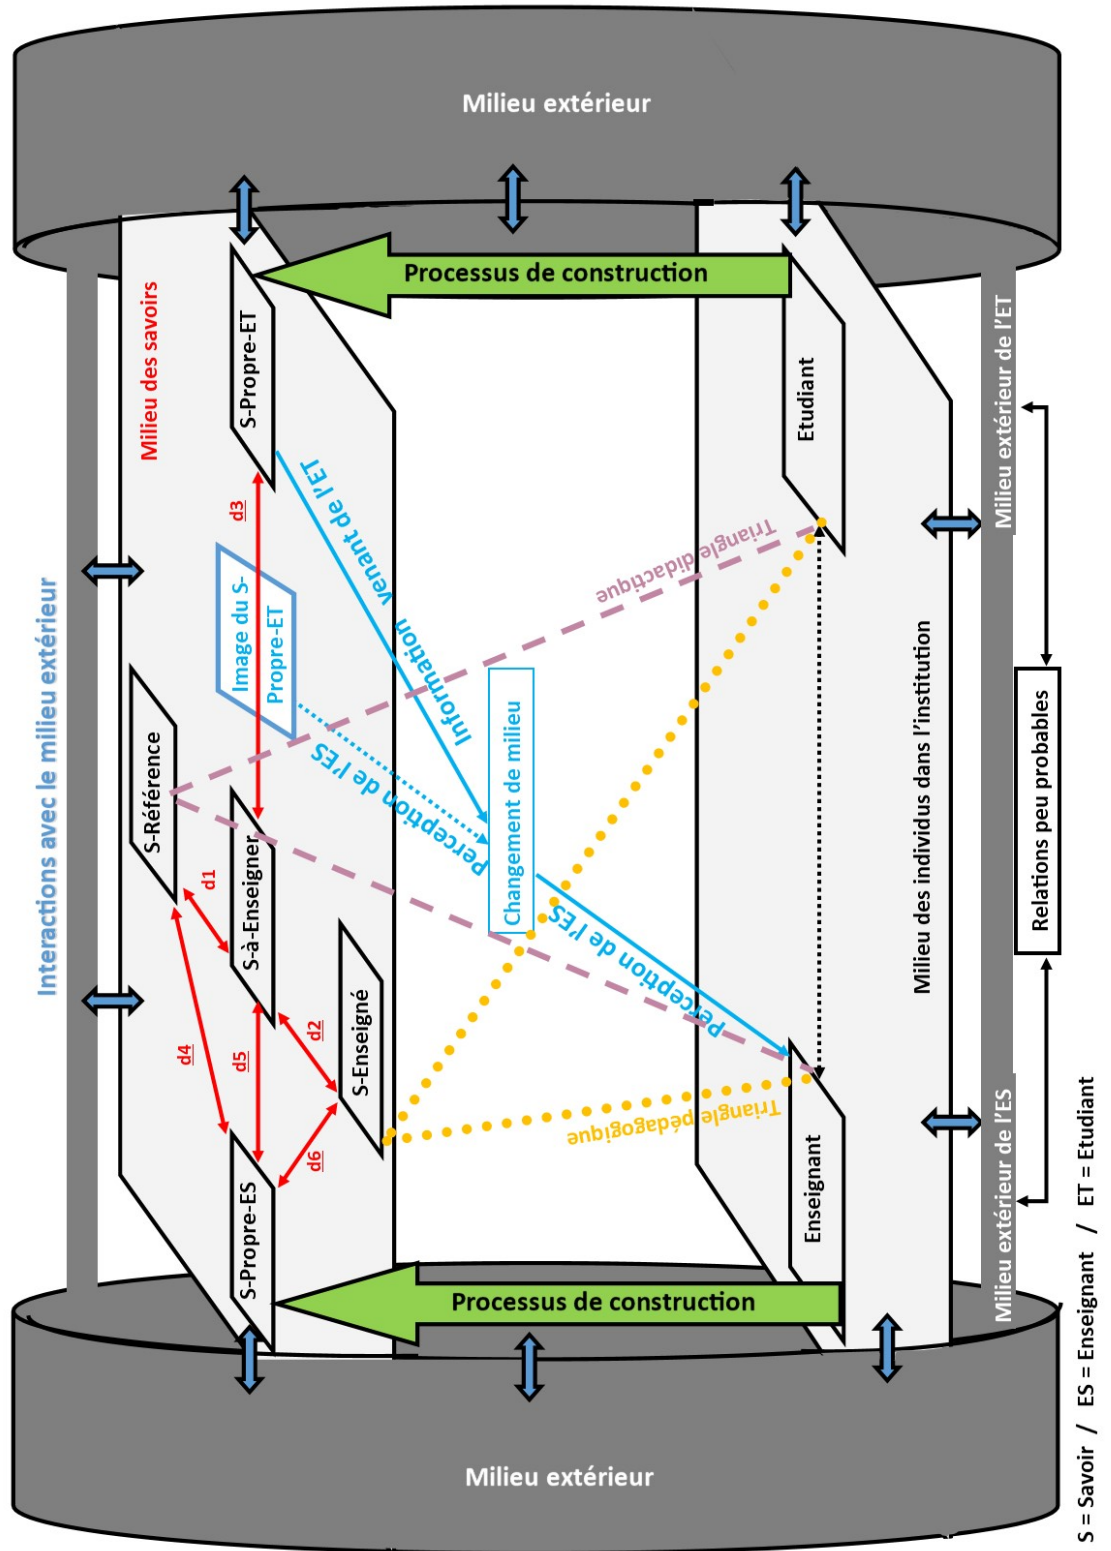 Milieu extérieur
Interactions avec le milieu extérieur
Milieu des savoirs
S-Propre-ET
Processus de construction
d3
Image du S-
Propre-ET
Information venant de l'ET
Perception de l'ES
S-Référence
d1
S-à-Enseigner
d4
d5
d2
S-Enseigné
d6
S-Propre-ES
Changement de milieu
Perception de l'ES
Triangle didactique
Triangle pédagogique
Etudiant
Enseignant
Processus de construction
Milieu des individus dans l'institution
Milieu extérieur de l'ET
Milieu extérieur de l'ES
Relations peu probables
Milieu extérieur
S = Savoir / ES = Enseignant / ET = Etudiant